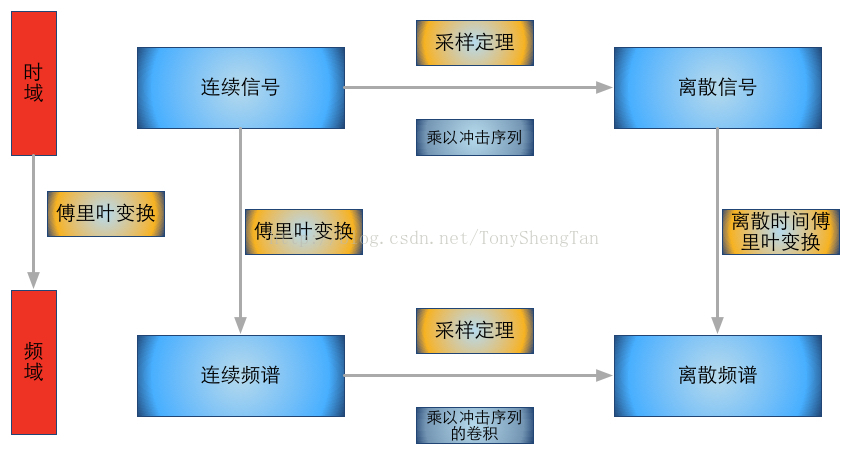 时
域
连续信号
采样定理
离散信号
乘以冲击序列
傅里叶变换
傅里叶变换
离散时间傅
里叶变换
og.csdn.net/TonyShengTan
频
域
连续频谱
采样定理
离散频谱
乘以冲击序列
的卷积